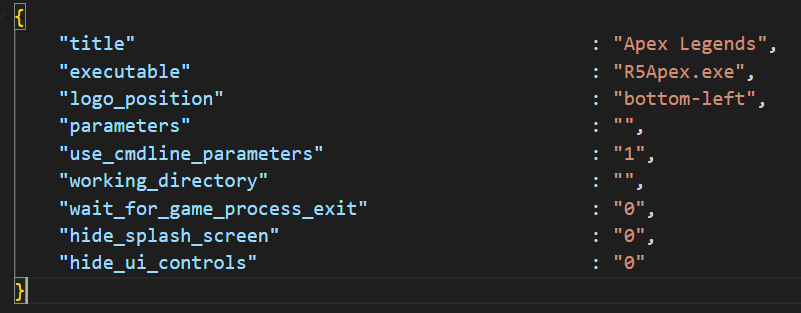 {
"title" : "Apex Legends",
"executable" : "R5Apex.exe",
"logo_position" : "bottom-left",
"parameters" : "",
"use_cmdline_parameters" : "1",
"working_directory" : "",
"wait_for_game_process_exit" : "0",
"hide_splash_screen" : "0",
"hide_ui_controls" : "0"
}